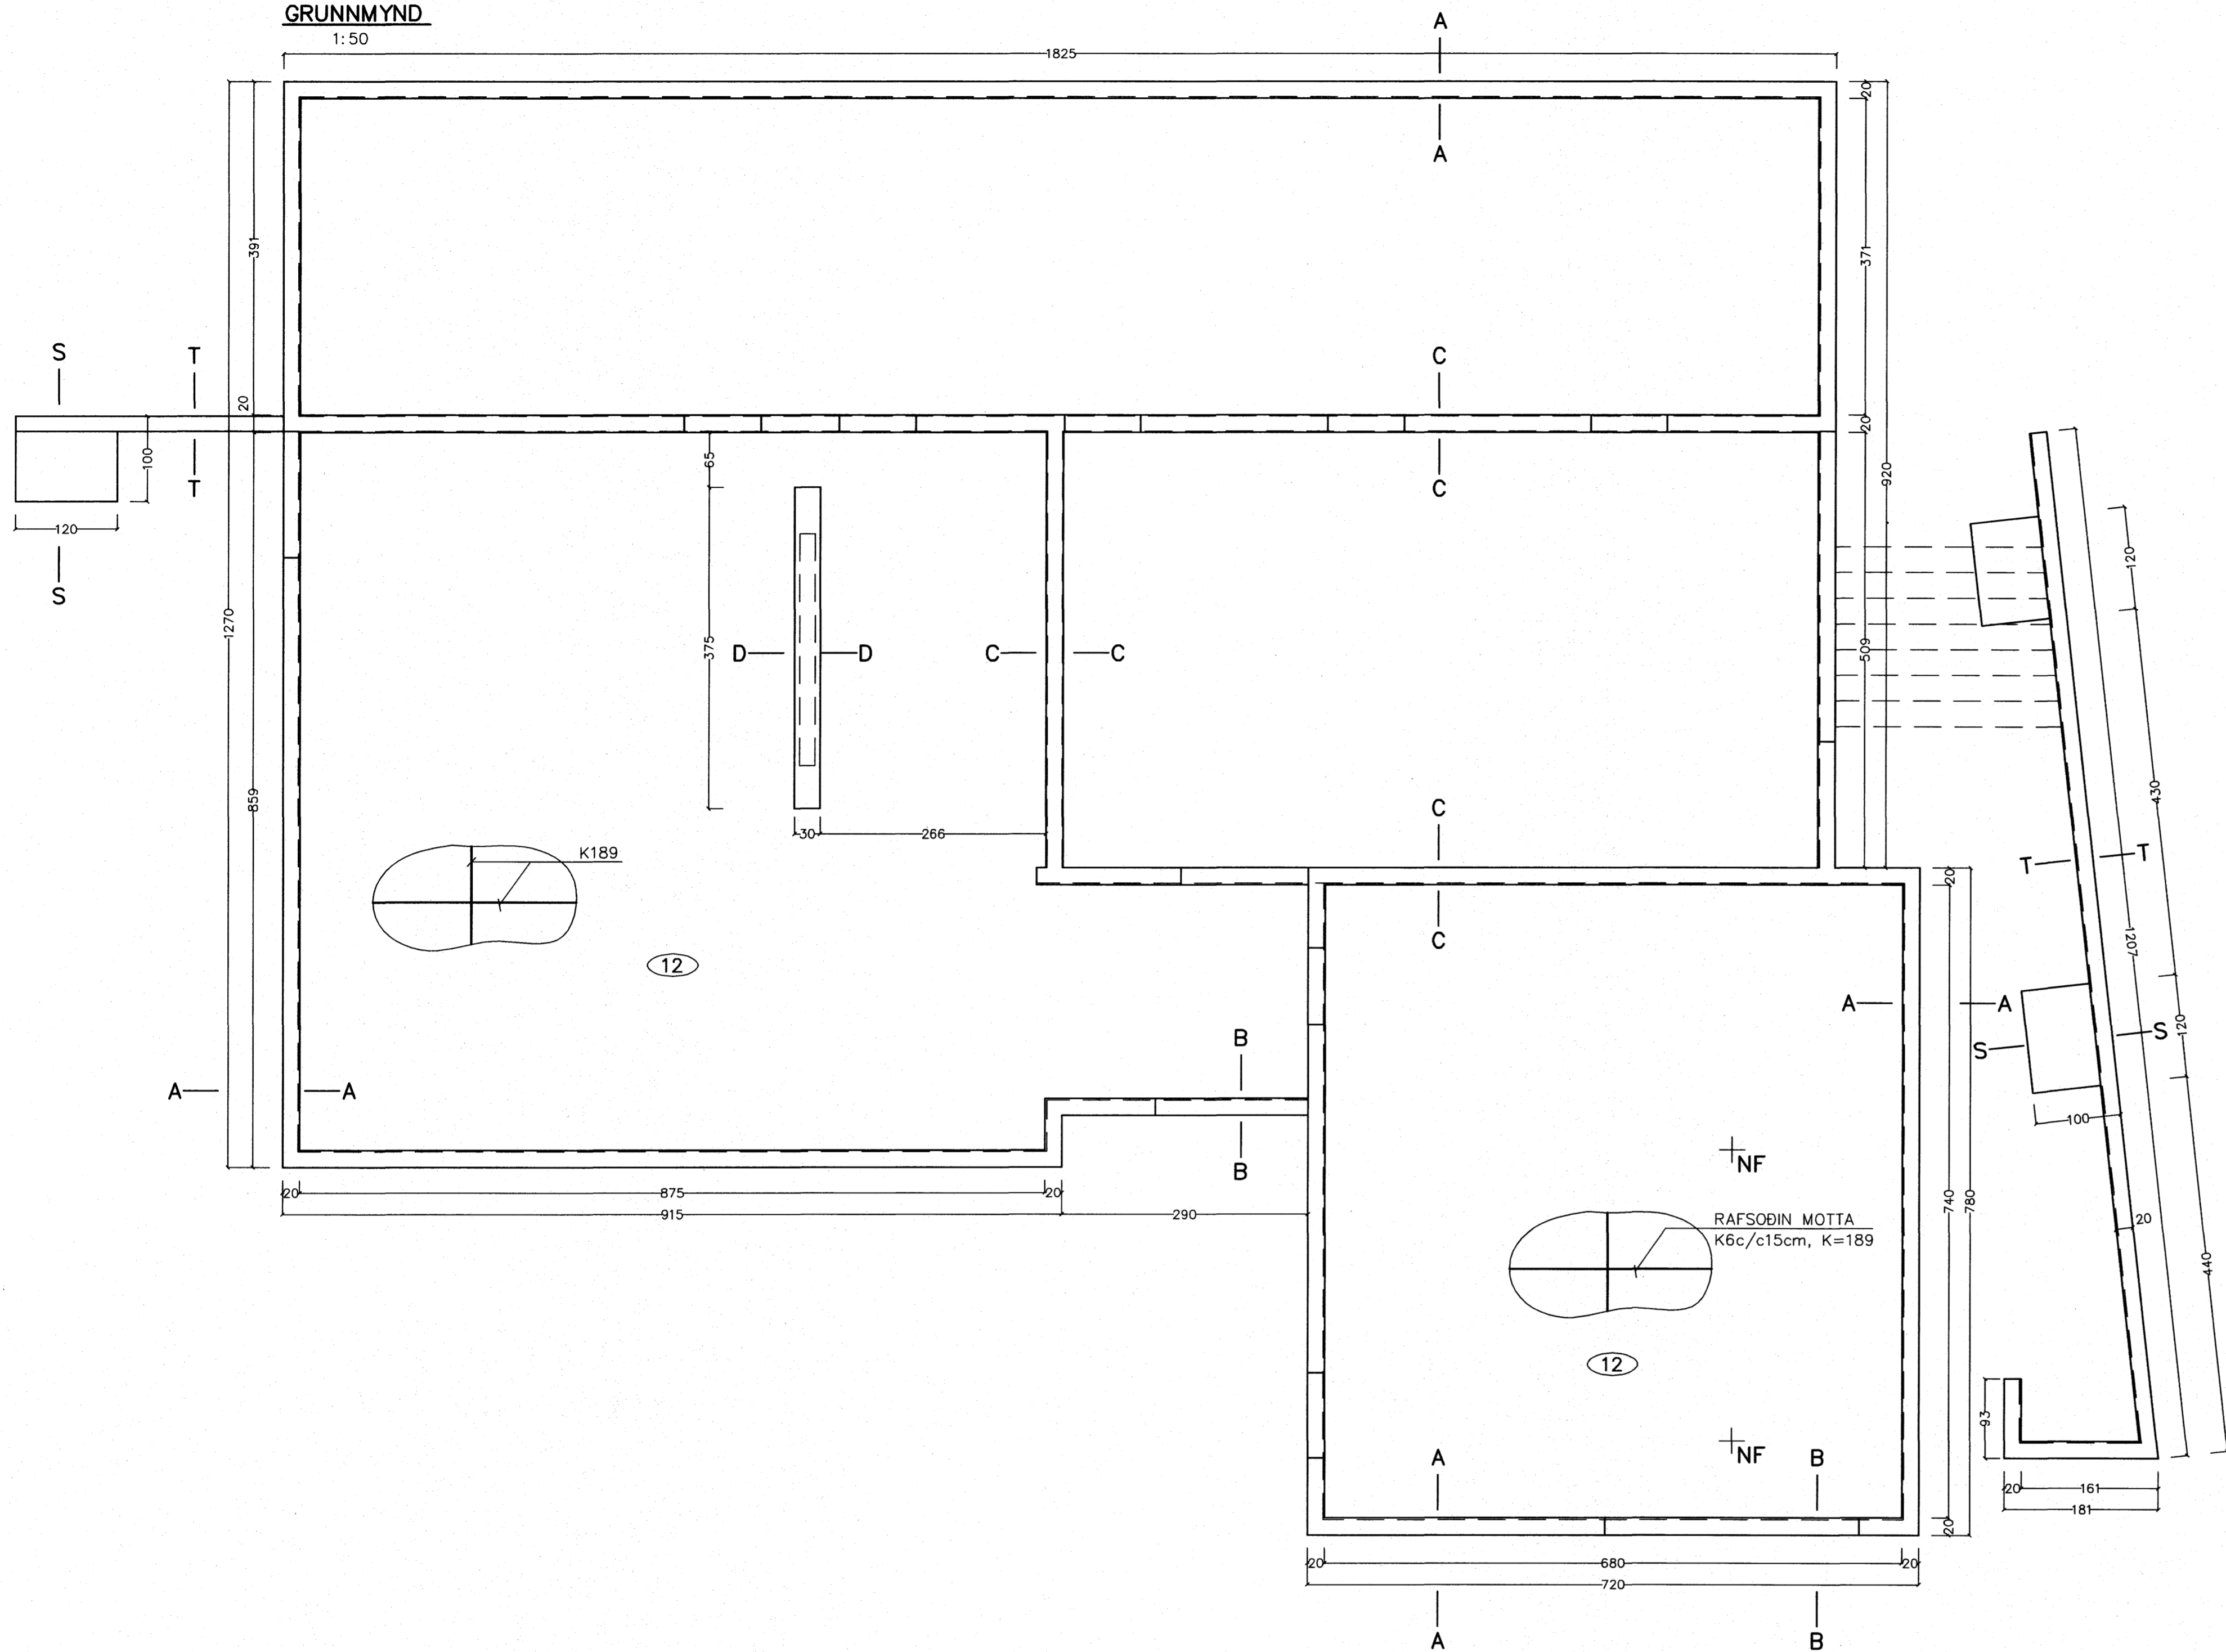 GRUNNMYND
1:50
A
1825
20
A
391
371
S
T
C
20
20
100
65
T
C
920
120
120
S
1270
375
D
D
C
C
509
430
859
C
30
266
K189
T
T
20
C
1207
12
A
A
B
S
S
120
A
A
100
B
NF
20
875
20
740
780
915
290
RAFSOÐIN MOTTA
K6c/c15cm, K=189
20
440
12
93
NF
A
B
20
161
181
20
20
680
20
720
A
B